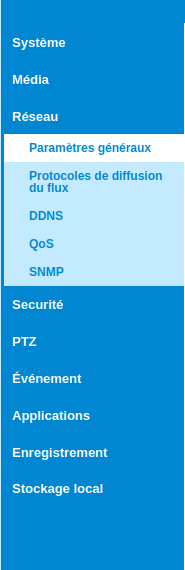 Système
Média
Réseau
Paramètres généraux
Protocoles de diffusion
du flux
DDNS
QoS
SNMP
Securité
PTZ
Événement
Applications
Enregistrement
Stockage local